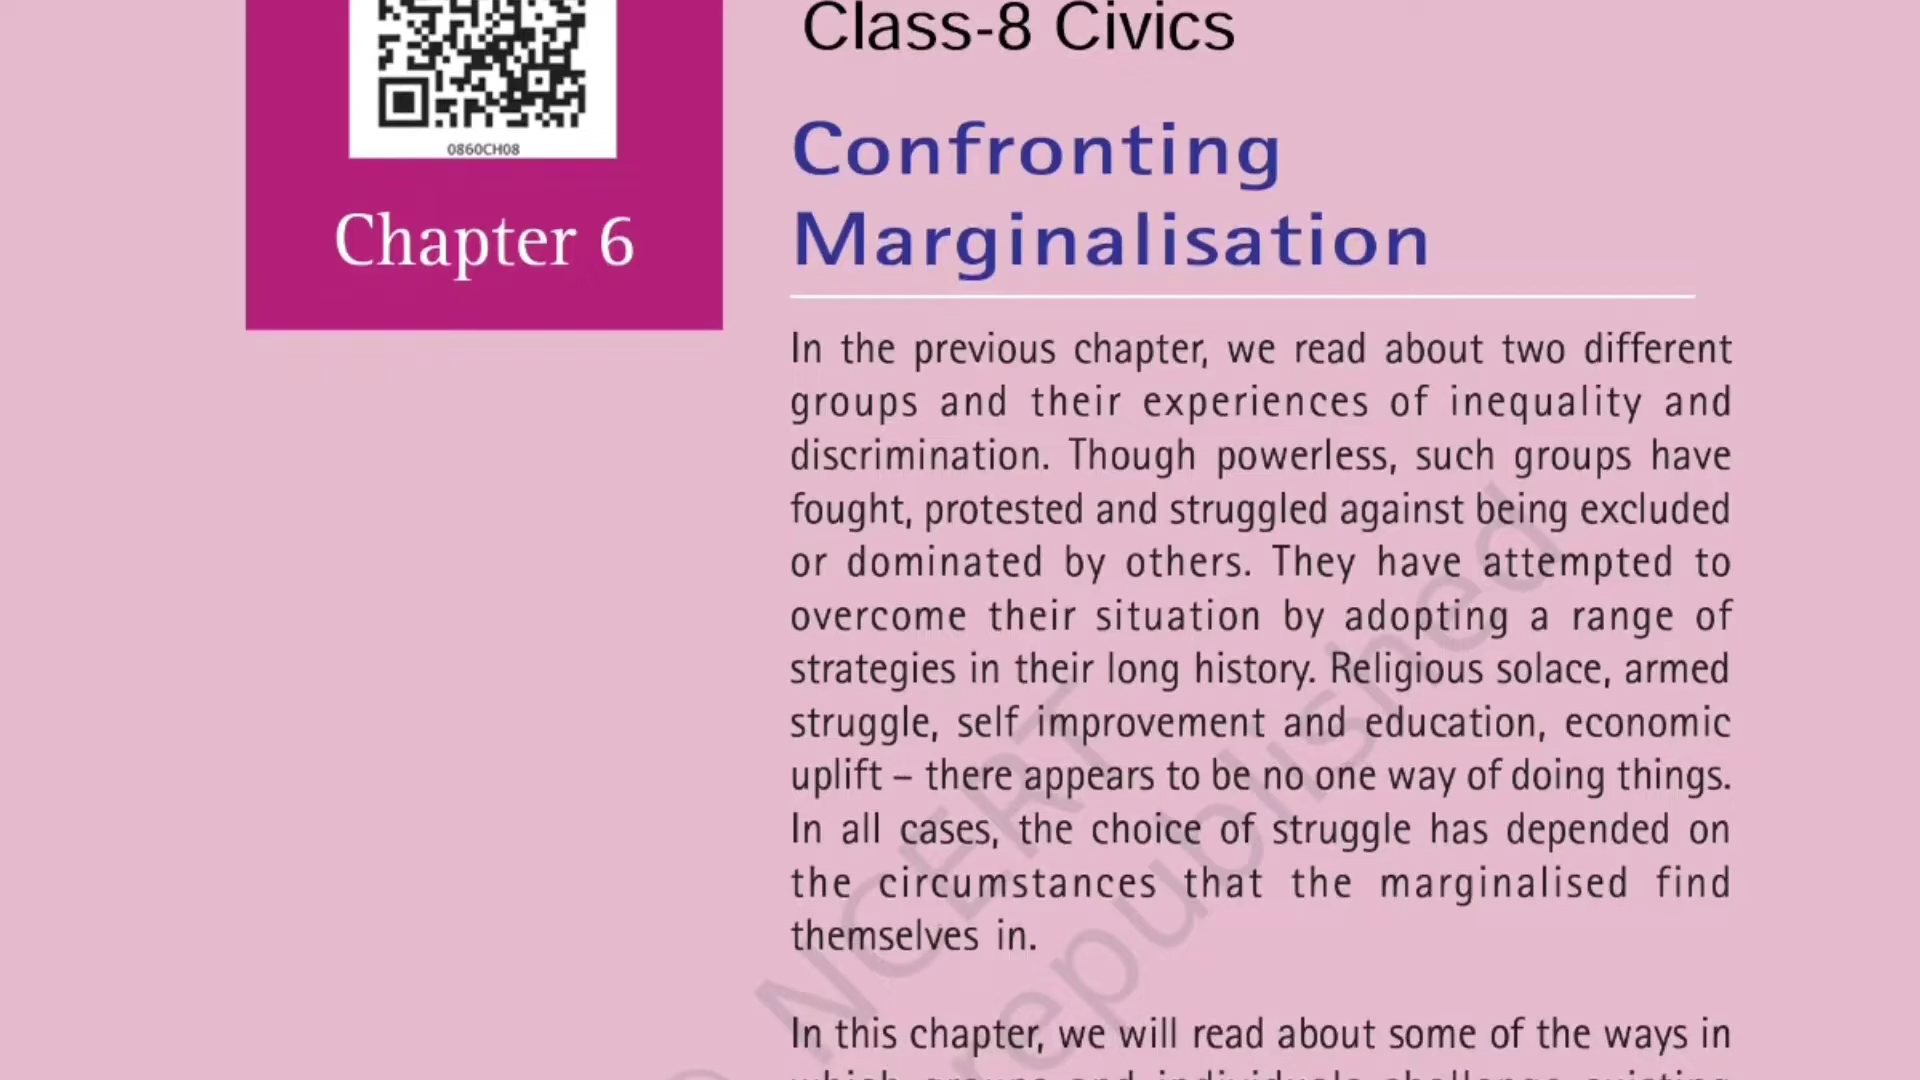 Class-8 Civics
0860CH08
Chapter 6
Confronting
Marginalisation
In the previous chapter, we read about two different
groups and their experiences of inequality and
discrimination. Though powerless, such groups have
fought, protested and struggled against being excluded
or dominated by others. They have attempted to
overcome their situation by adopting a range of
strategies in their long history. Religious solace, armed
struggle, self improvement and education, economic
uplift – there appears to be no one way of doing things.
In all cases, the choice of struggle has depended on
the circumstances that the marginalised find
themselves in.
In this chapter, we will read about some of the ways in
NCERT
republished